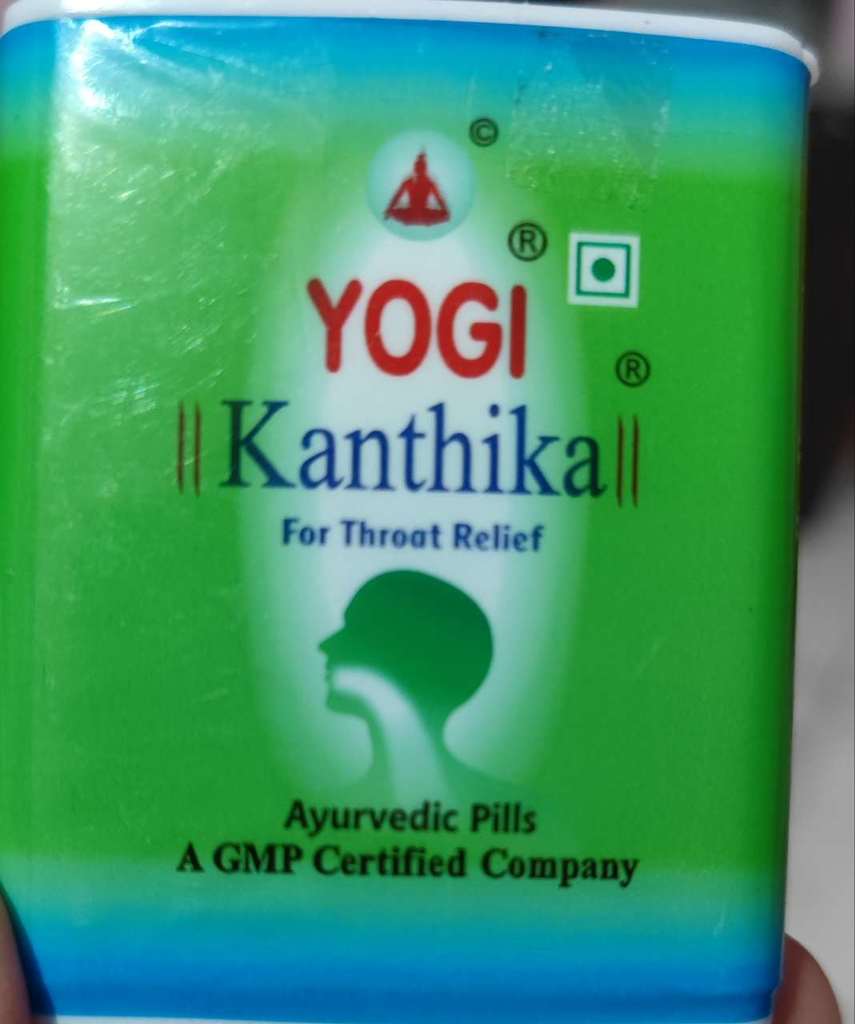 ©
®
YOGI
®
|| Kanthika ||
For Throat Relief
Ayurvedic Pills
A GMP Certified Company